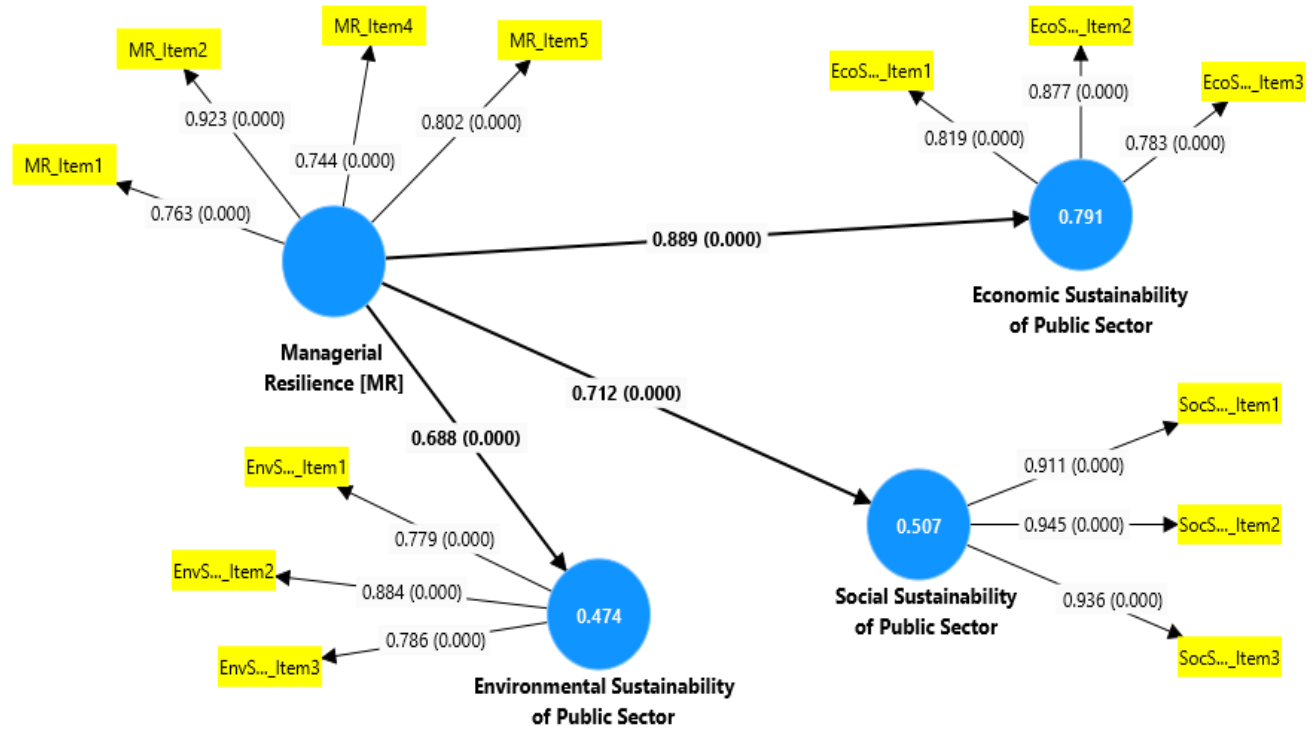 MR_Item2
MR_Item4
MR_Item5
MR_Item1
0.923 (0.000)
0.744 (0.000)
0.802 (0.000)
0.763 (0.000)
EcoS..._Item2
EcoS..._Item1
EcoS..._Item3
0.877 (0.000)
0.819 (0.000)
0.783 (0.000)
0.791
0.889 (0.000)
Economic Sustainability
of Public Sector
Managerial
Resilience [MR]
0.712 (0.000)
0.688 (0.000)
EnvS..._Item1
EnvS..._Item2
EnvS..._Item3
0.779 (0.000)
0.884 (0.000)
0.786 (0.000)
0.474
Environmental Sustainability
of Public Sector
SocS..._Item1
SocS..._Item2
SocS..._Item3
0.911 (0.000)
0.945 (0.000)
0.936 (0.000)
0.507
Social Sustainability
of Public Sector